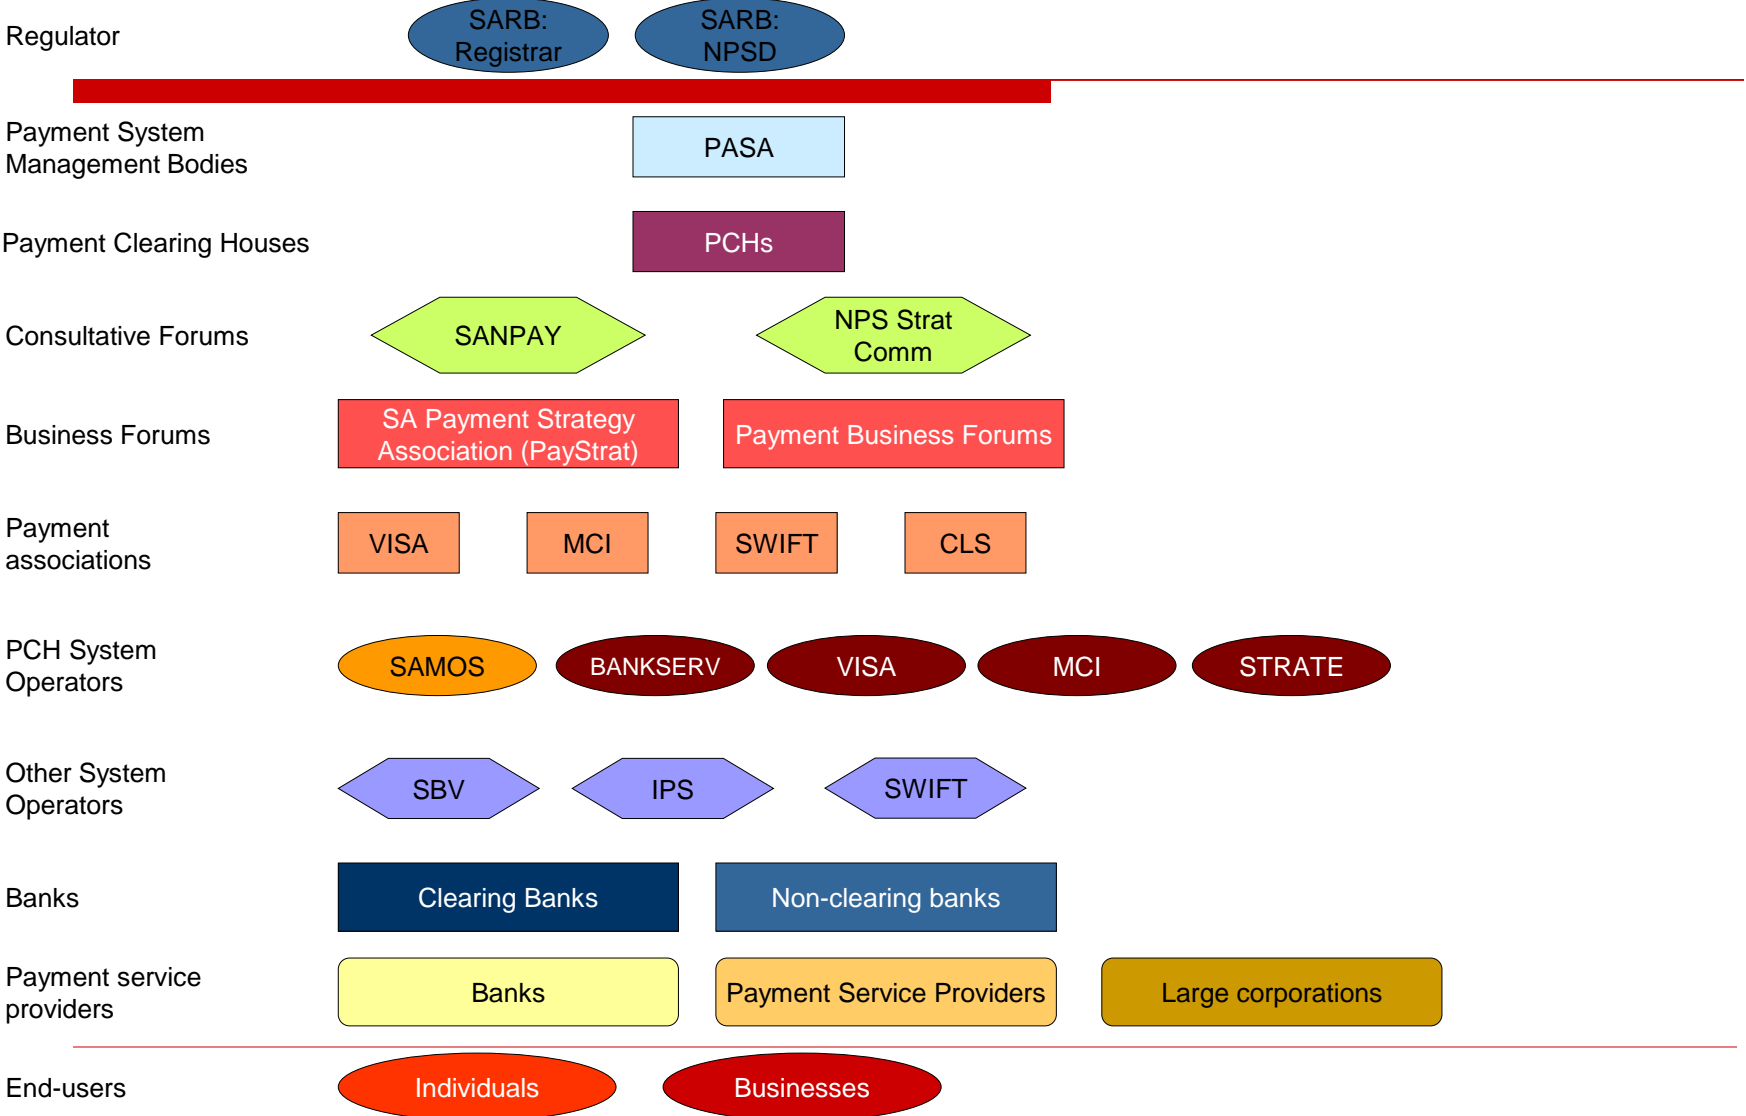 Regulator
SARB:
Registrar
SARB:
NPSD
Payment System
Management Bodies
PASA
Payment Clearing Houses
PCHs
Consultative Forums
SANPAY
NPS Strat
Comm
Business Forums
SA Payment Strategy
Association (PayStrat)
Payment Business Forums
Payment
associations
VISA
MCI
SWIFT
CLS
PCH System
Operators
SAMOS
BANKSERV
VISA
MCI
STRATE
Other System
Operators
SBV
IPS
SWIFT
Banks
Clearing Banks
Non-clearing banks
Payment service
providers
Banks
Payment Service Providers
Large corporations
End-users
Individuals
Businesses